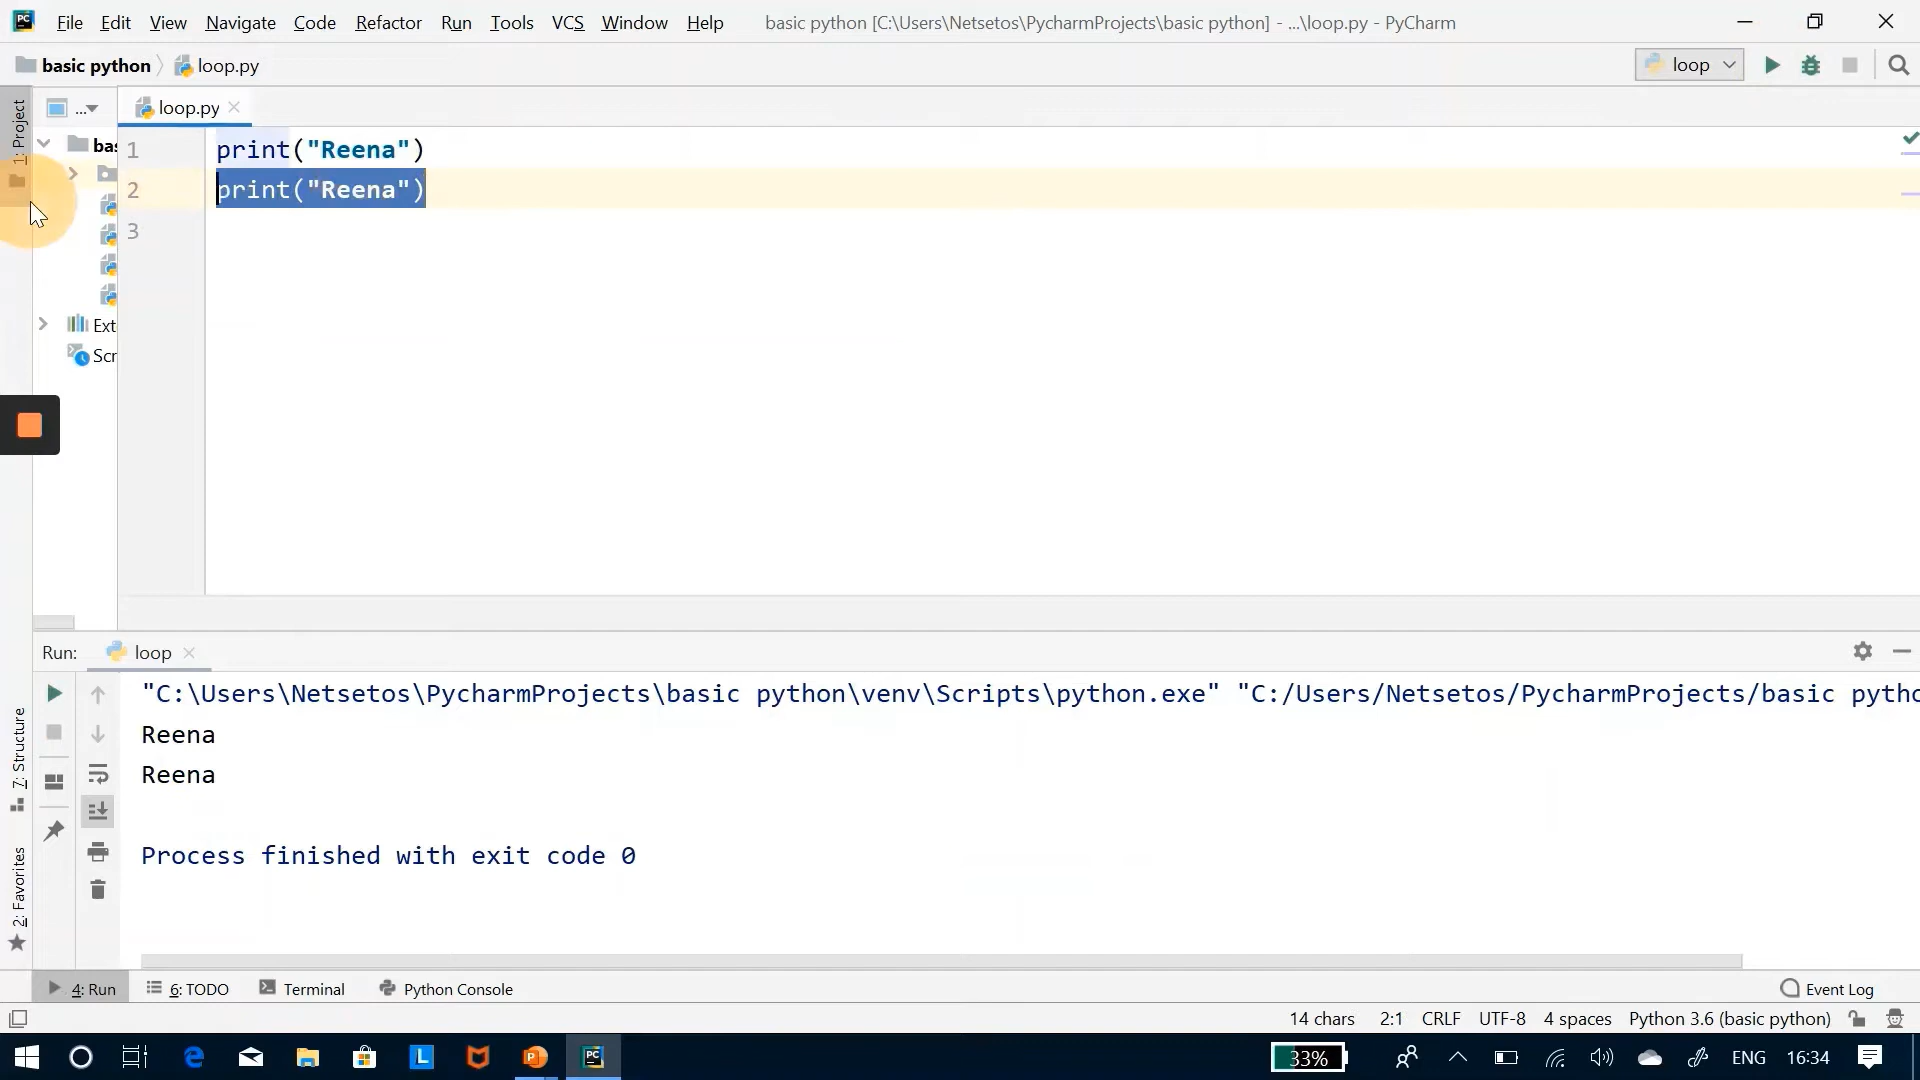 PC File Edit View Navigate Code Refactor Run Tools VCS Window Help basic python [C:\Users\Netsetos\PycharmProjects\basic python] - ...\loop.py - PyCharm
basic python loop.py loop
1: Project ... loop.py
bas
1 print("Reena")
2 print("Reena")
3
Ext
Scr
Run: loop
"C:\Users\Netsetos\PycharmProjects\basic python\venv\Scripts\python.exe" "C:/Users/Netsetos/PycharmProjects/basic pytho
Reena
Reena
Process finished with exit code 0
7: Structure
2: Favorites
4: Run 6: TODO Terminal Python Console Event Log
14 chars 2:1 CRLF UTF-8 4 spaces Python 3.6 (basic python)
L P PC 33% ENG 16:34